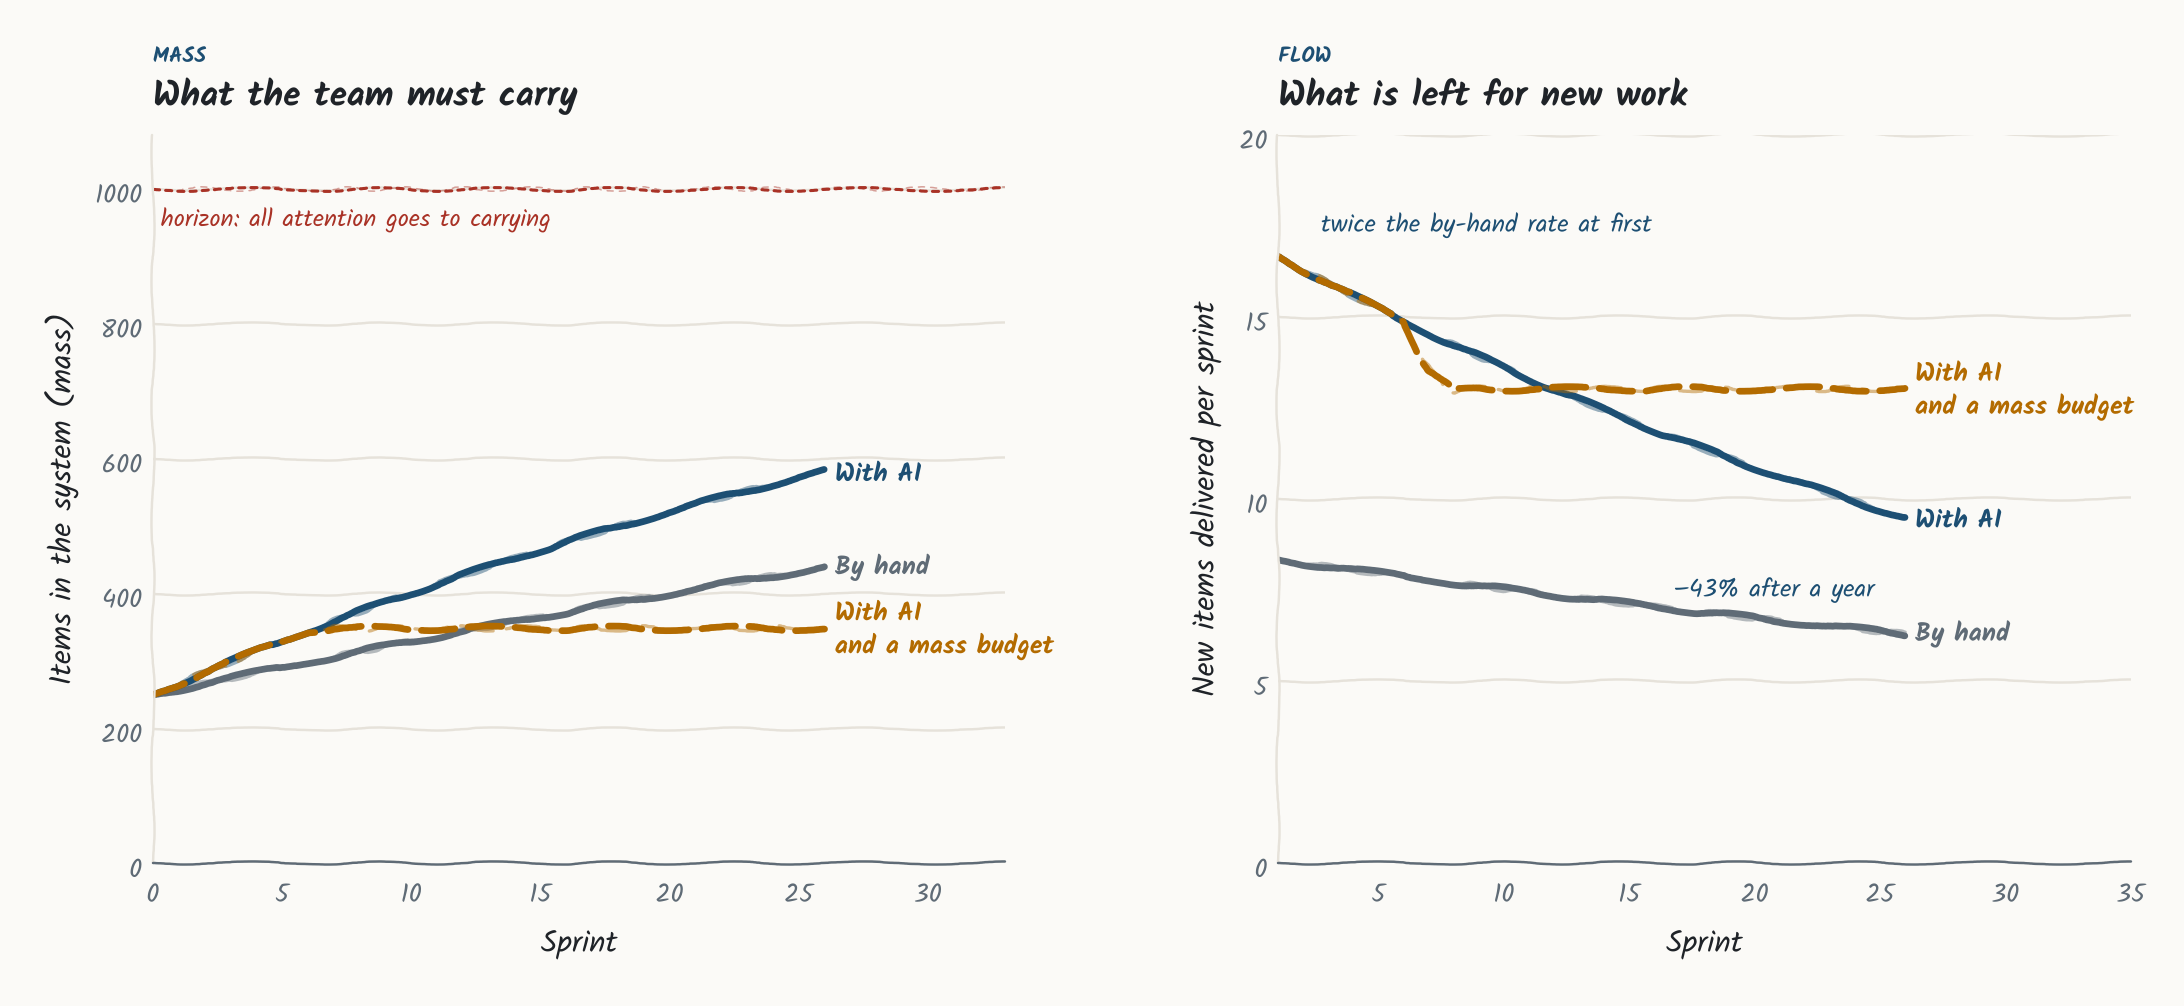 MASS
What the team must carry
1000
horizon: all attention goes to carrying
800
600
400
200
0
Items in the system (mass)
With AI
By hand
With AI
and a mass budget
0 5 10 15 20 25 30
Sprint
FLOW
What is left for new work
20
twice the by-hand rate at first
15
10
5
0
New items delivered per sprint
With AI
and a mass budget
With AI
−43% after a year
By hand
5 10 15 20 25 30 35
Sprint